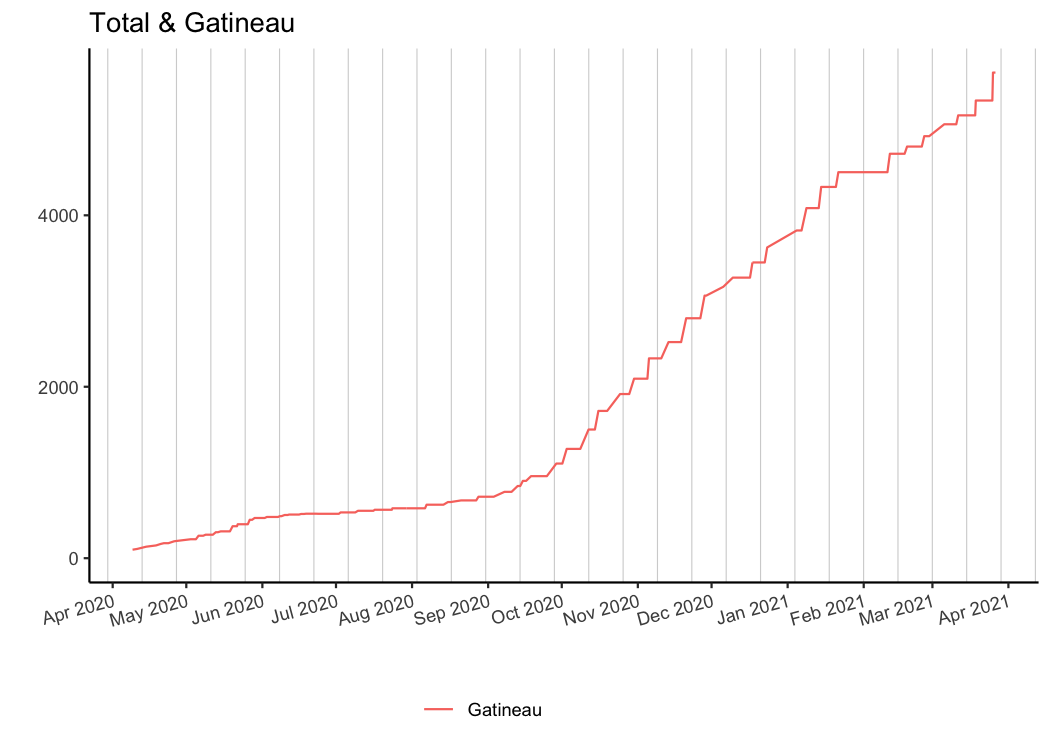 Total & Gatineau
4000
2000
0
Apr 2020
May 2020
Jun 2020
Jul 2020
Aug 2020
Sep 2020
Oct 2020
Nov 2020
Dec 2020
Jan 2021
Feb 2021
Mar 2021
Apr 2021
Gatineau